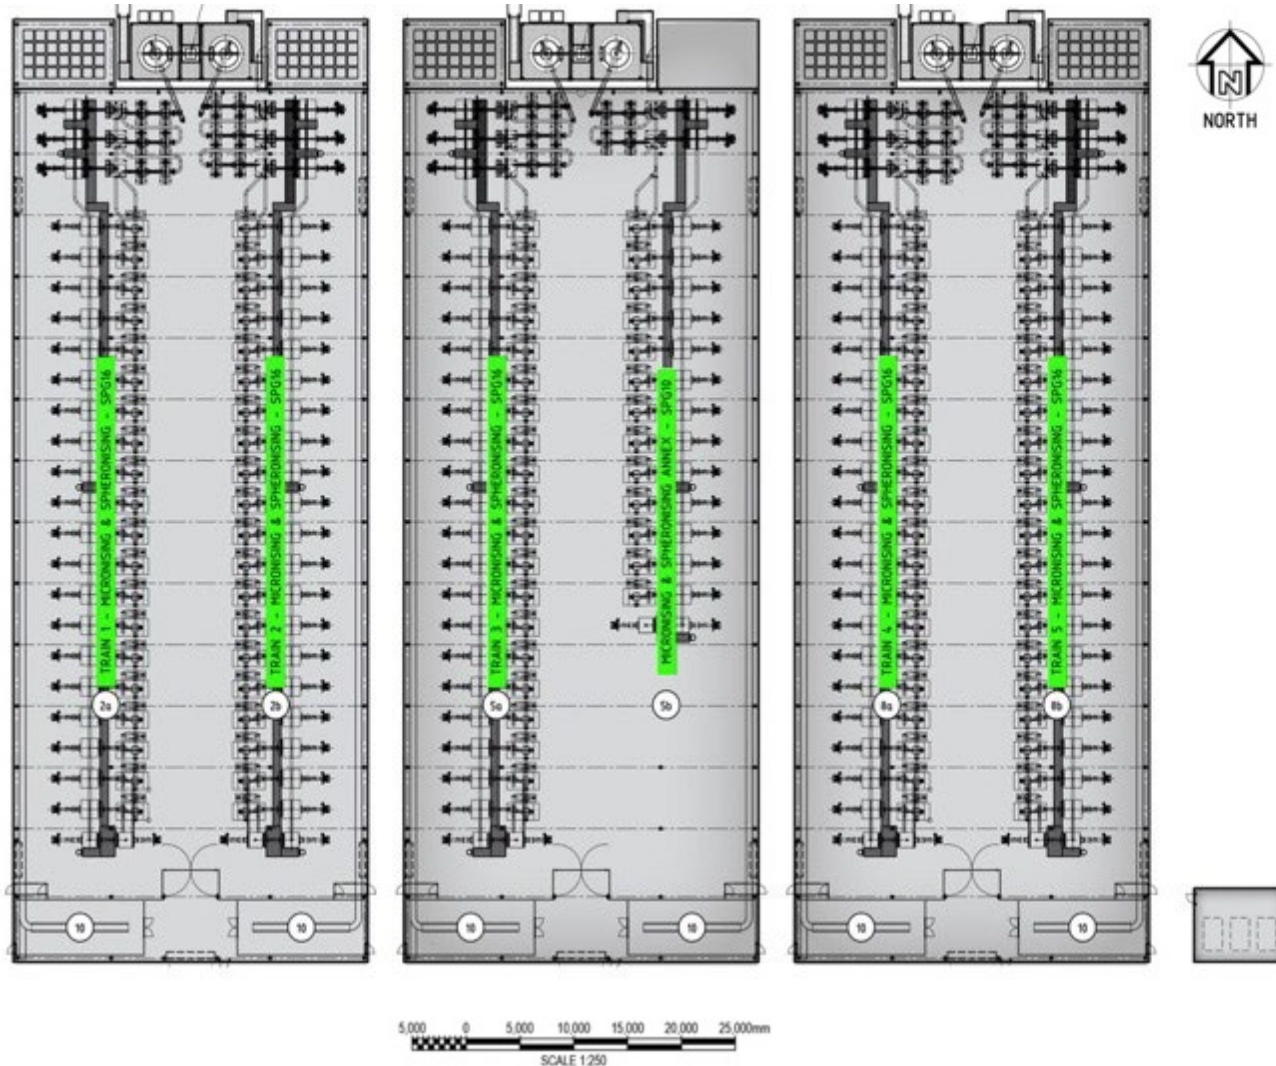 N
NORTH
TRAIN 1 - MICRONISING & SPHERONISING - SPG16
TRAIN 2 - MICRONISING & SPHERONISING - SPG16
TRAIN 3 - MICRONISING & SPHERONISING - SPG16
MICRONISING & SPHERONISING ANNEX - SPG10
TRAIN 4 - MICRONISING & SPHERONISING - SPG16
TRAIN 5 - MICRONISING & SPHERONISING - SPG16
2a
2b
5a
5b
8a
8b
10
10
10
10
10
10
5,000 0 5,000 10,000 15,000 20,000 25,000mm
SCALE 1:250